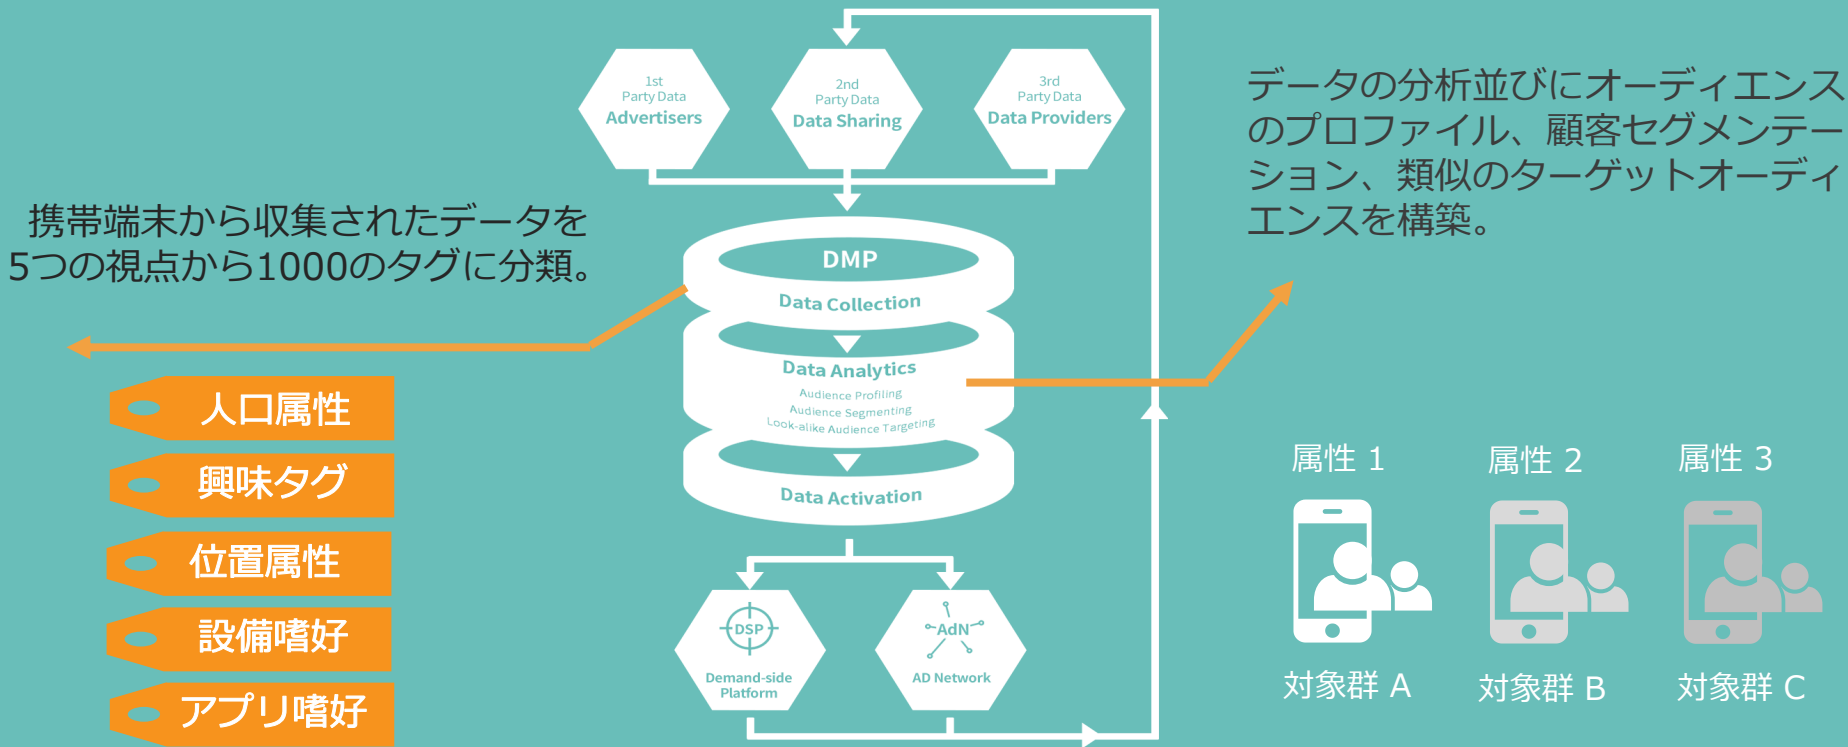 1st
Party Data
Advertisers
2nd
Party Data
Data Sharing
3rd
Party Data
Data Providers
データの分析並びにオーディエンス
のプロファイル、顧客セグメンテー
ション、類似のターゲットオーディ
エンスを構築。
携帯端末から収集されたデータを
5つの視点から1000のタグに分類。
DMP
Data Collection
Data Analytics
Audience Profiling
Audience Segmenting
Look-alike Audience Targeting
Data Activation
人口属性
興味タグ
位置属性
設備嗜好
アプリ嗜好
DSP
Demand-side
Platform
AdN
AD Network
属性 1
属性 2
属性 3
対象群 A
対象群 B
対象群 C